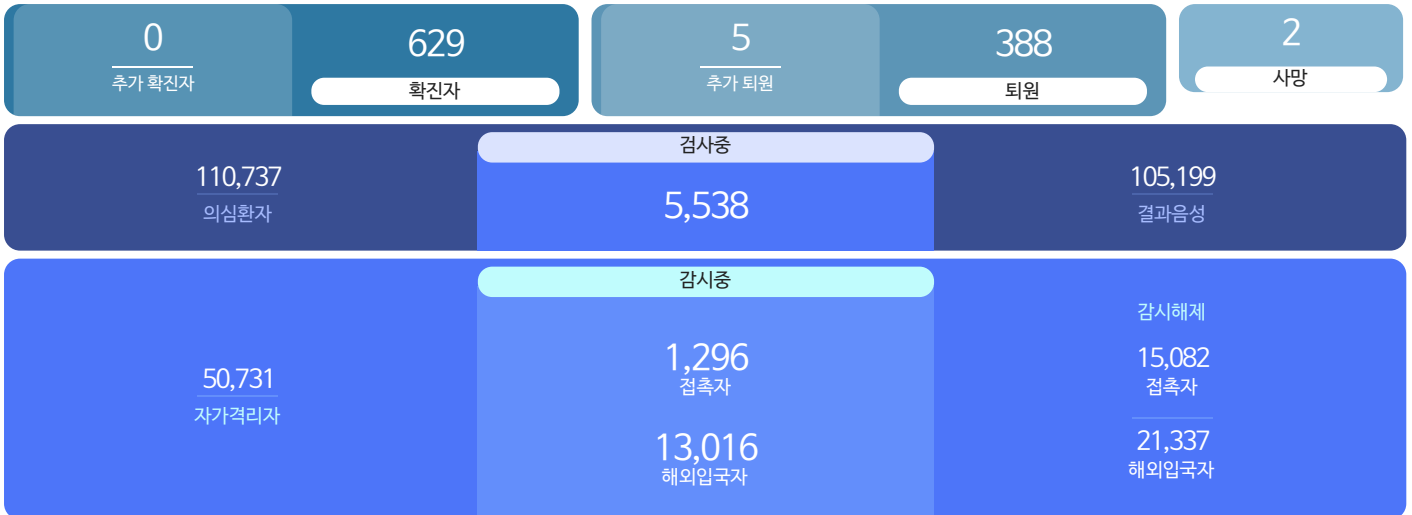 0
추가 확진자
629
확진자
5
추가 퇴원
388
퇴원
2
사망
110,737
의심환자
검사중
5,538
105,199
결과음성
50,731
자가격리자
감시중
1,296
접촉자
13,016
해외입국자
감시해제
15,082
접촉자
21,337
해외입국자